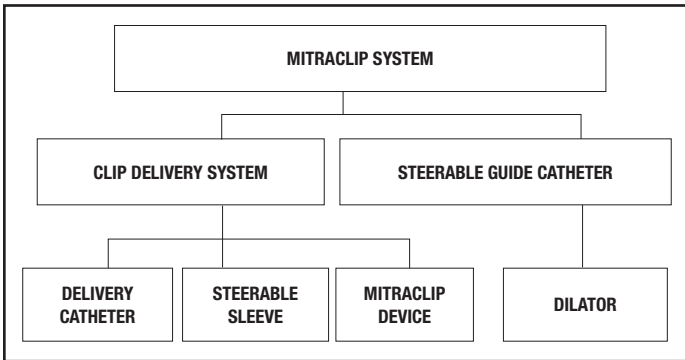 MITRACLIP SYSTEM
CLIP DELIVERY SYSTEM
STEERABLE GUIDE CATHETER
DELIVERY
CATHETER
STEERABLE
SLEEVE
MITRACLIP
DEVICE
DILATOR